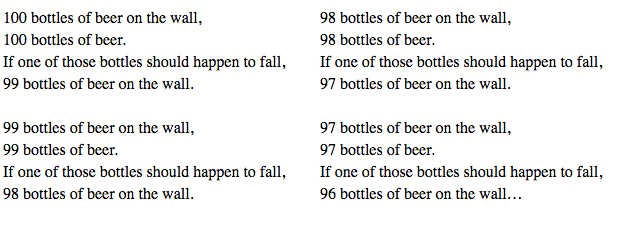 100 bottles of beer on the wall,
100 bottles of beer.
If one of those bottles should happen to fall,
99 bottles of beer on the wall.
99 bottles of beer on the wall,
99 bottles of beer.
If one of those bottles should happen to fall,
98 bottles of beer on the wall.
98 bottles of beer on the wall,
98 bottles of beer.
If one of those bottles should happen to fall,
97 bottles of beer on the wall.
97 bottles of beer on the wall,
97 bottles of beer.
If one of those bottles should happen to fall,
96 bottles of beer on the wall…